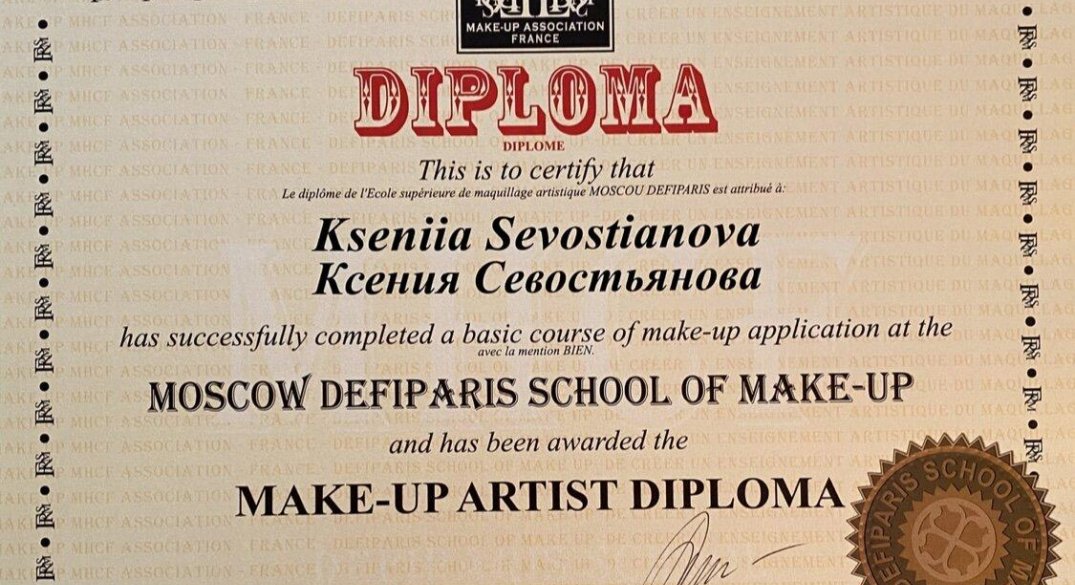 MAKE-UP ASSOCIATION
FRANCE
DIPLOMA
DIPLOME
This is to certify that
Le diplôme de l'Ecole supérieure de maquillage artistique MOSCOU DEFIPARIS est attribué à:
Kseniia Sevostianova
Ксения Севостьянова
has successfully completed a basic course of make-up application at the
avec la mention BIEN.
MOSCOW DEFIPARIS SCHOOL OF MAKE-UP
and has been awarded the
MAKE-UP ARTIST DIPLOMA
SCHOOL OF